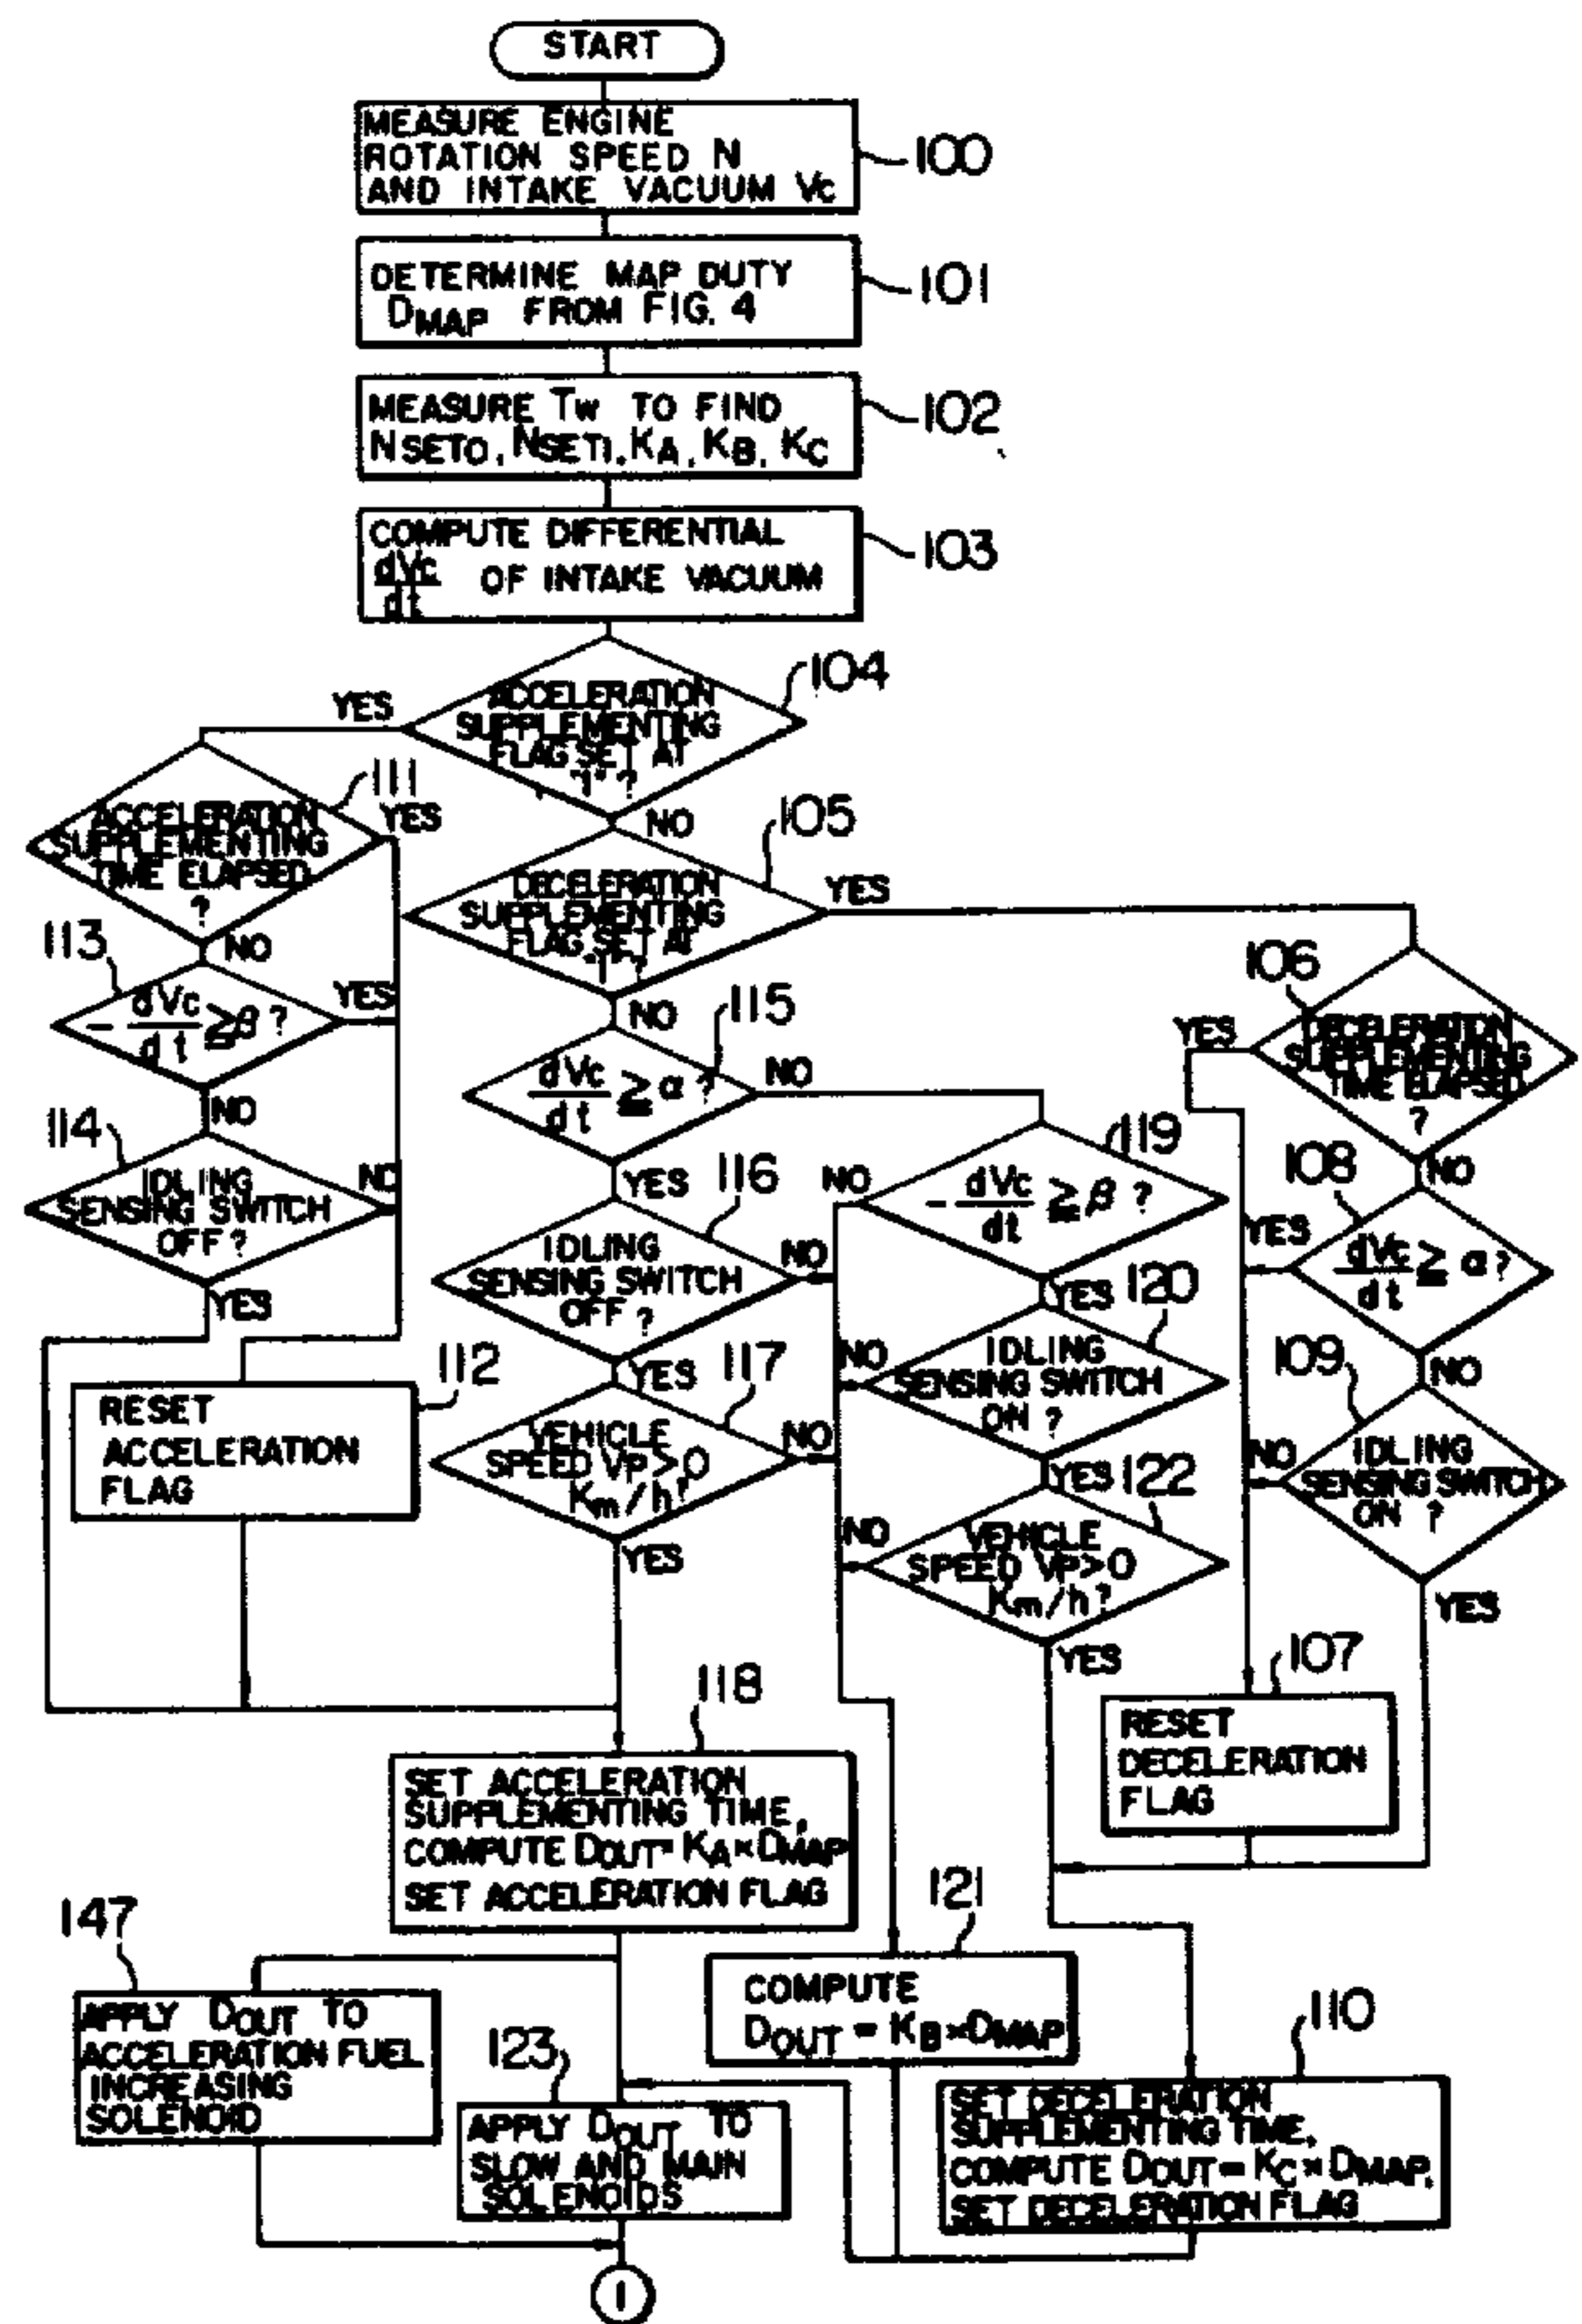 START
MEASURE ENGINE
ROTATION SPEED N
AND INTAKE VACUUM Vc
100
DETERMINE MAP DUTY
DMAP FROM FIG. 4
101
MEASURE Tw TO FIND
NSET0, NSET1, KA, KB, KC
102
COMPUTE DIFFERENTIAL
dVc
dt
OF INTAKE VACUUM
103
ACCELERATION
SUPPLEMENTING
FLAG SET AT
"1" ?
104
YES
NO
ACCELERATION
SUPPLEMENTING
TIME ELAPSED
?
111
YES
NO
DECELERATION
SUPPLEMENTING
FLAG SET AT
"1" ?
105
YES
NO
113
- dVc
dt
≧β ?
YES
NO
106
DECELERATION
SUPPLEMENTING
TIME ELAPSED
?
YES
NO
115
dVc
dt
≧ α ?
NO
YES
114
IDLING
SENSING SWITCH
OFF ?
NO
YES
119
- dVc
dt
≧ β ?
NO
YES
108
dVc
dt
≧ α ?
YES
NO
116
IDLING
SENSING SWITCH
OFF ?
NO
YES
120
IDLING
SENSING SWITCH
ON ?
NO
YES
109
IDLING
SENSING SWITCH
ON ?
NO
YES
112
RESET
ACCELERATION
FLAG
117
VEHICLE
SPEED VP>0
Km/h?
NO
YES
122
VEHICLE
SPEED VP>0
Km/h?
NO
YES
107
RESET
DECELERATION
FLAG
118
SET ACCELERATION
SUPPLEMENTING TIME,
COMPUTE DOUT=KA×DMAP
SET ACCELERATION FLAG
147
APPLY DOUT TO
ACCELERATION FUEL
INCREASING
SOLENOID
121
COMPUTE
DOUT = KB×DMAP
123
APPLY DOUT TO
SLOW AND MAIN
SOLENOIDS
110
SET DECELERATION
SUPPLEMENTING TIME,
COMPUTE DOUT=KC×DMAP,
SET DECELERATION FLAG
1